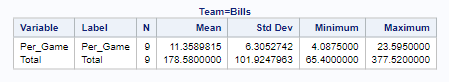 Team=Bills
Variable Label N Mean Std Dev Minimum Maximum
Per_Game Per_Game 9 11.3589815 6.3052742 4.0875000 23.5950000
Total Total 9 178.5800000 101.9247963 65.4000000 377.5200000